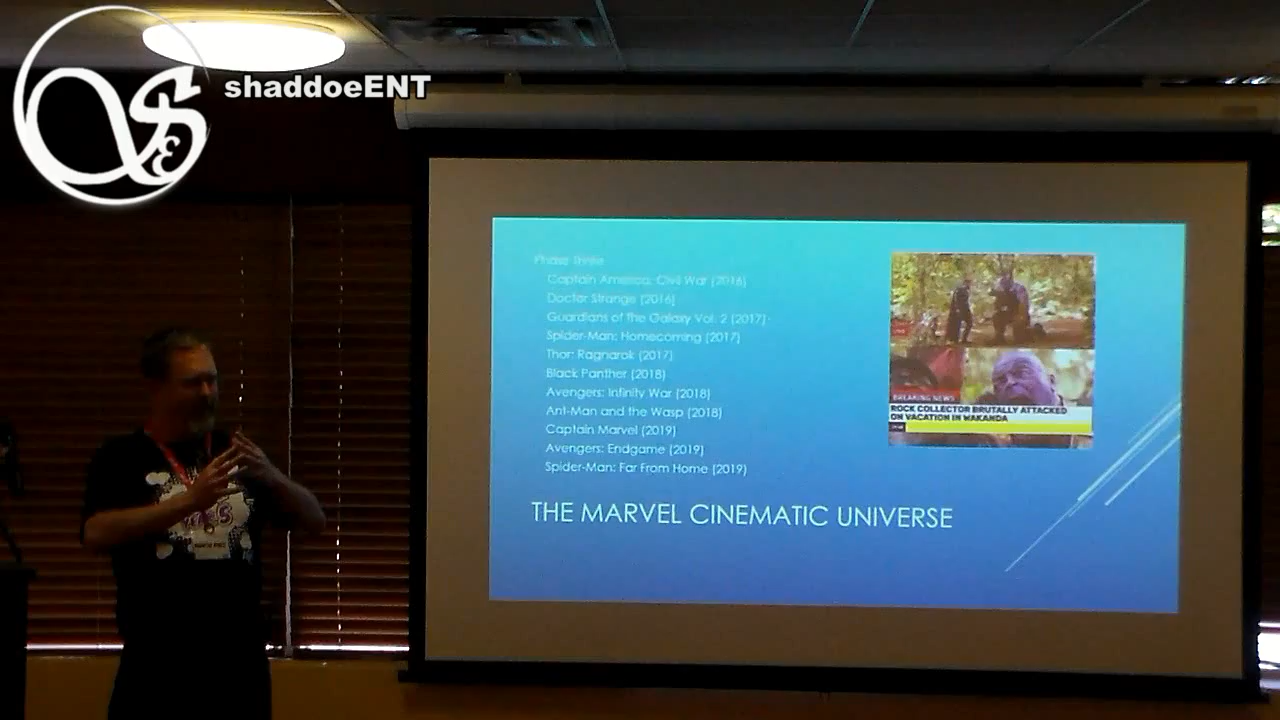 shaddoeENT
Phase Three
Captain America: Civil War (2016)
Doctor Strange (2016)
Guardians of the Galaxy Vol. 2 (2017)
Spider-Man: Homecoming (2017)
Thor: Ragnarok (2017)
Black Panther (2018)
Avengers: Infinity War (2018)
Ant-Man and the Wasp (2018)
Captain Marvel (2019)
Avengers: Endgame (2019)
Spider-Man: Far From Home (2019)
THE MARVEL CINEMATIC UNIVERSE
BREAKING NEWS
ROCK COLLECTOR BRUTALLY ATTACKED
ON VACATION IN WAKANDA